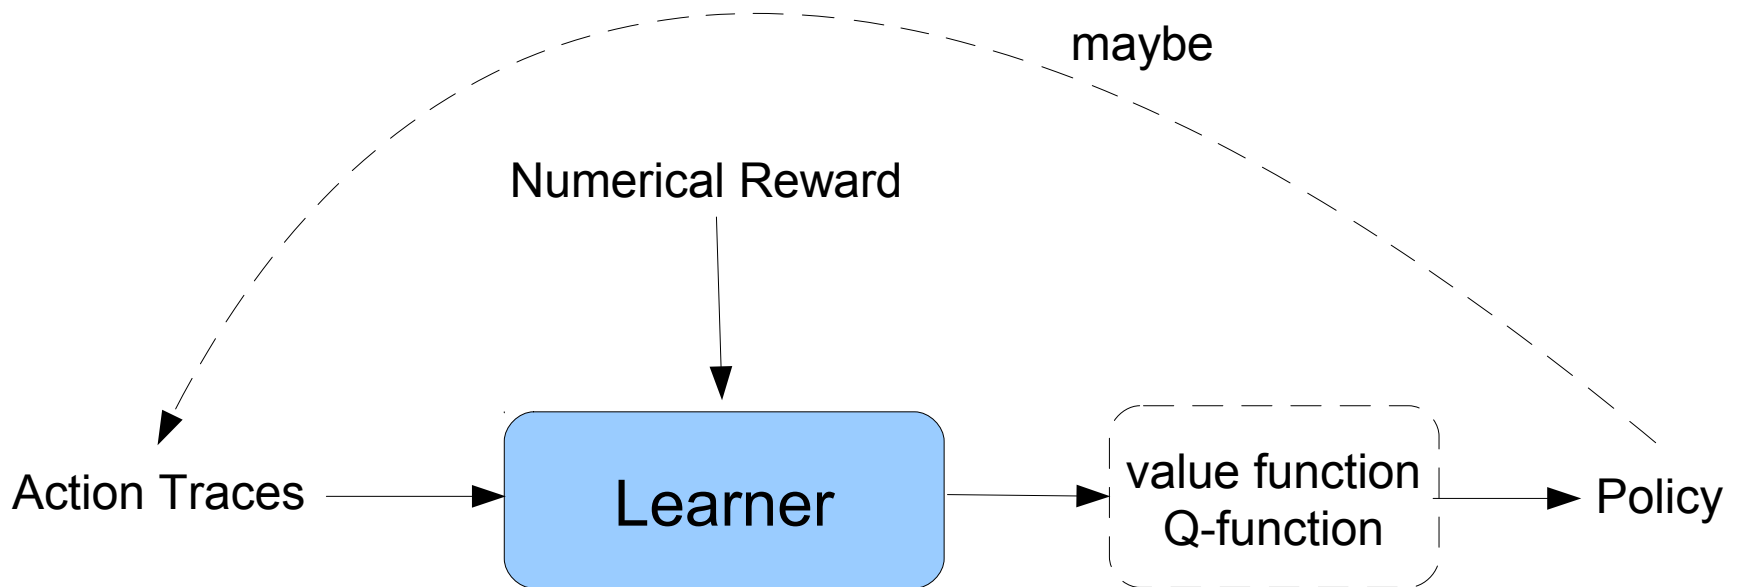 maybe
Numerical Reward
Action Traces
Learner
value function
Q-function
Policy